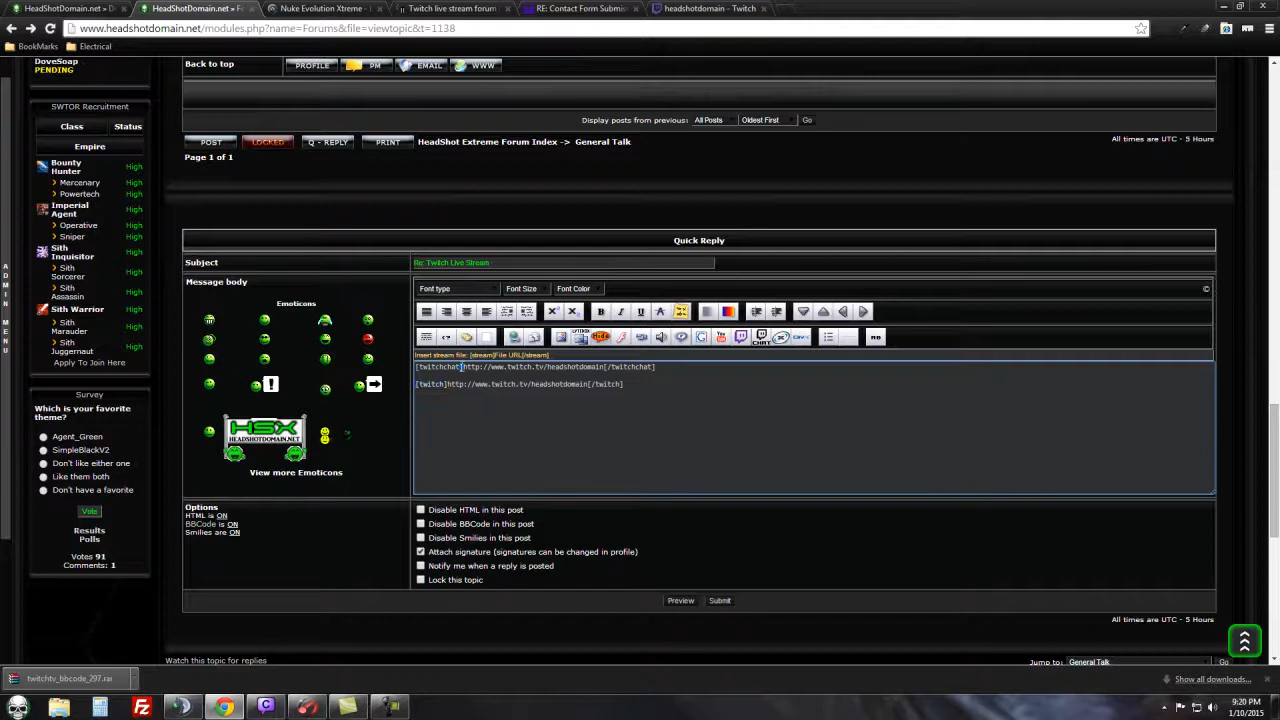 HeadShotDomain.net »
HeadShotDomain.net » F
Nuke Evolution Xtreme -
Twitch live stream forum
RE: Contact Form Submis
headshotdomain - Twitch
www.headshotdomain.net/modules.php?name=Forums&file=viewtopic&t=1138
BookMarks
Electrical
DoveSoap
PENDING
Back to top
PROFILE
PM
EMAIL
WWW
SWTOR Recruitment
Class Status
Empire
Bounty Hunter High
Mercenary High
Powertech High
Imperial Agent High
Operative High
Sniper High
Sith Inquisitor High
Sith Sorcerer High
Sith Assassin High
Sith Warrior High
Sith Marauder High
Sith Juggernaut High
Apply To Join Here
ADMIN MENU
Survey
Which is your favorite theme?
Agent_Green
SimpleBlackV2
Don't like either one
Like them both
Don't have a favorite
Vote
Results
Polls
Votes 91
Comments: 1
Display posts from previous: All Posts Oldest First Go
POST LOCKED Q - REPLY PRINT HeadShot Extreme Forum Index -> General Talk
All times are UTC - 5 Hours
Page 1 of 1
Quick Reply
Subject
Re: Twitch Live Stream
Message body
Emoticons
HSX
HEADSHOTDOMAIN.NET
View more Emoticons
Font type Font Size Font Color
Insert stream file: [stream]File URL[/stream]
[twitchchat]http://www.twitch.tv/headshotdomain[/twitchchat]
[twitch]http://www.twitch.tv/headshotdomain[/twitch]
Options
HTML is ON
BBCode is ON
Smilies are ON
Disable HTML in this post
Disable BBCode in this post
Disable Smilies in this post
Attach signature (signatures can be changed in profile)
Notify me when a reply is posted
Lock this topic
Preview Submit
All times are UTC - 5 Hours
Watch this topic for replies
Jump to: General Talk Go
twitchtv_bbcode_297.rar
Show all downloads...
9:20 PM
1/10/2015